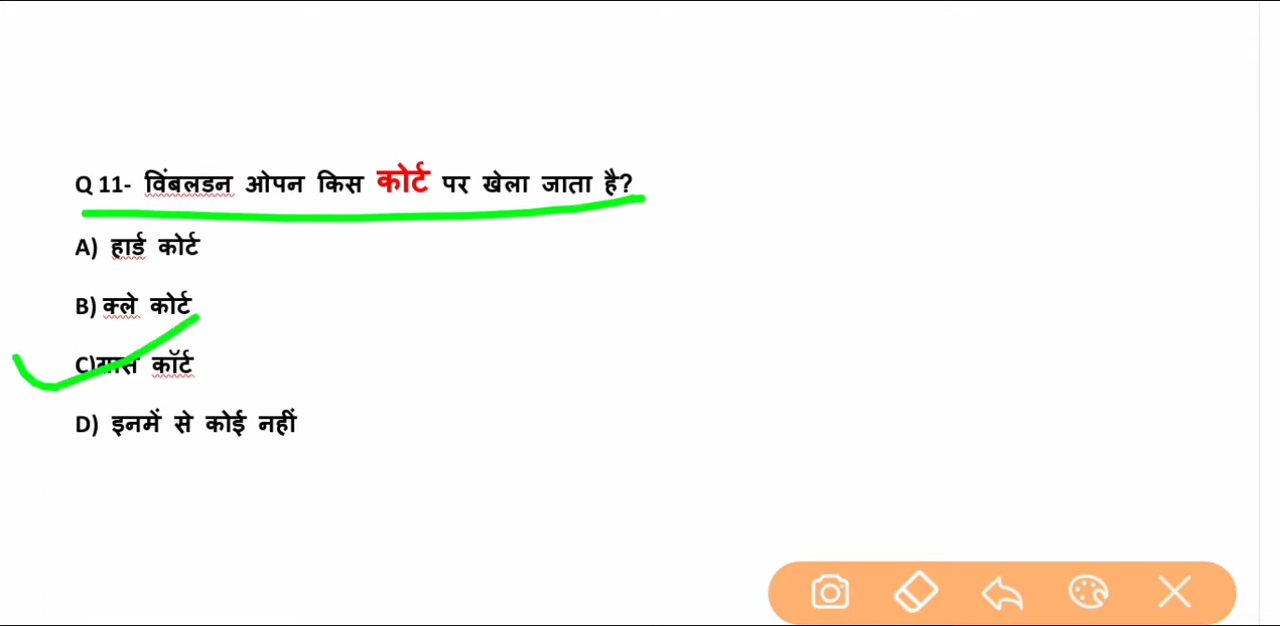 Q 11- विंबलडन ओपन किस कोर्ट पर खेला जाता है?
A) हार्ड कोर्ट
B) क्ले कोर्ट
C)ग्रास कॉर्ट
D) इनमें से कोई नहीं